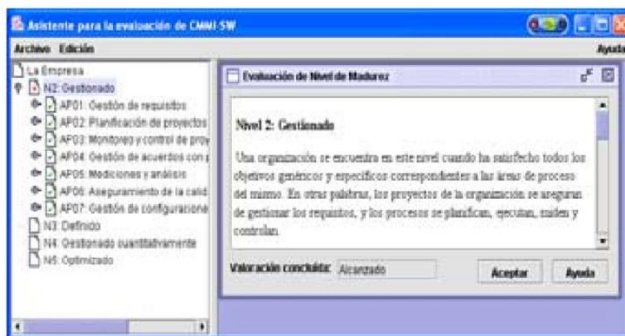 Asistente para la evaluación de CMMI-SW
Archivo Edición
Ayuda
La Empresa
N2: Gestionado
AP01: Gestión de requisitos
AP02: Planificación de proyectos
AP03: Monitoreo y control de proy
AP04: Gestión de acuerdos con p
AP05: Mediciones y análisis
AP06: Aseguramiento de la calid
AP07: Gestión de configuracione
N3: Definido
N4: Gestionado cuantitativamente
N5: Optimizado
Evaluación de Nivel de Madurez
Nivel 2: Gestionado
Una organización se encuentra en este nivel cuando ha satisfecho todos los
objetivos genéricos y específicos correspondientes a las áreas de proceso
del mismo. En otras palabras, los proyectos de la organización se aseguran
de gestionar los requisitos, y los procesos se planifican, ejecutan, miden y
controlan.
Valoración concluida: Alcanzado
Aceptar
Ayuda